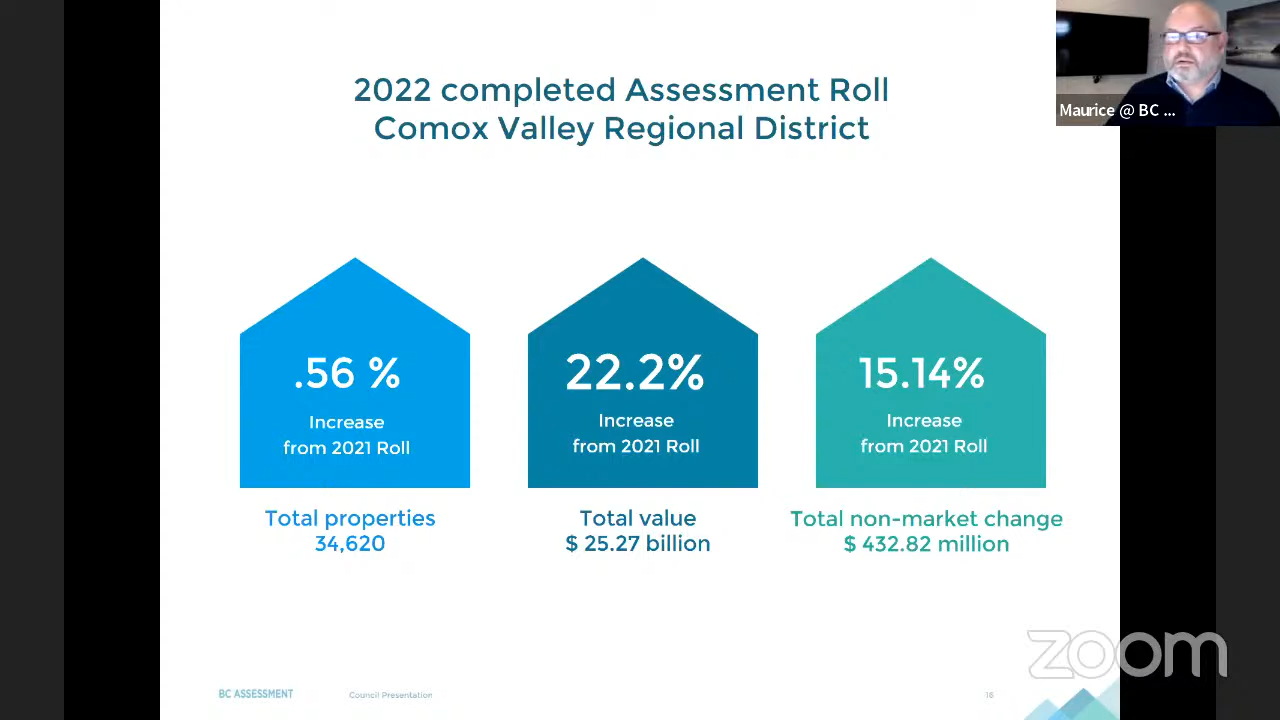 2022 completed Assessment Roll
Comox Valley Regional District
Maurice @ BC ...
.56 %
Increase
from 2021 Roll
Total properties
34,620
22.2%
Increase
from 2021 Roll
Total value
$ 25.27 billion
15.14%
Increase
from 2021 Roll
Total non-market change
$ 432.82 million
BC ASSESSMENT
Council Presentation
16
zoom